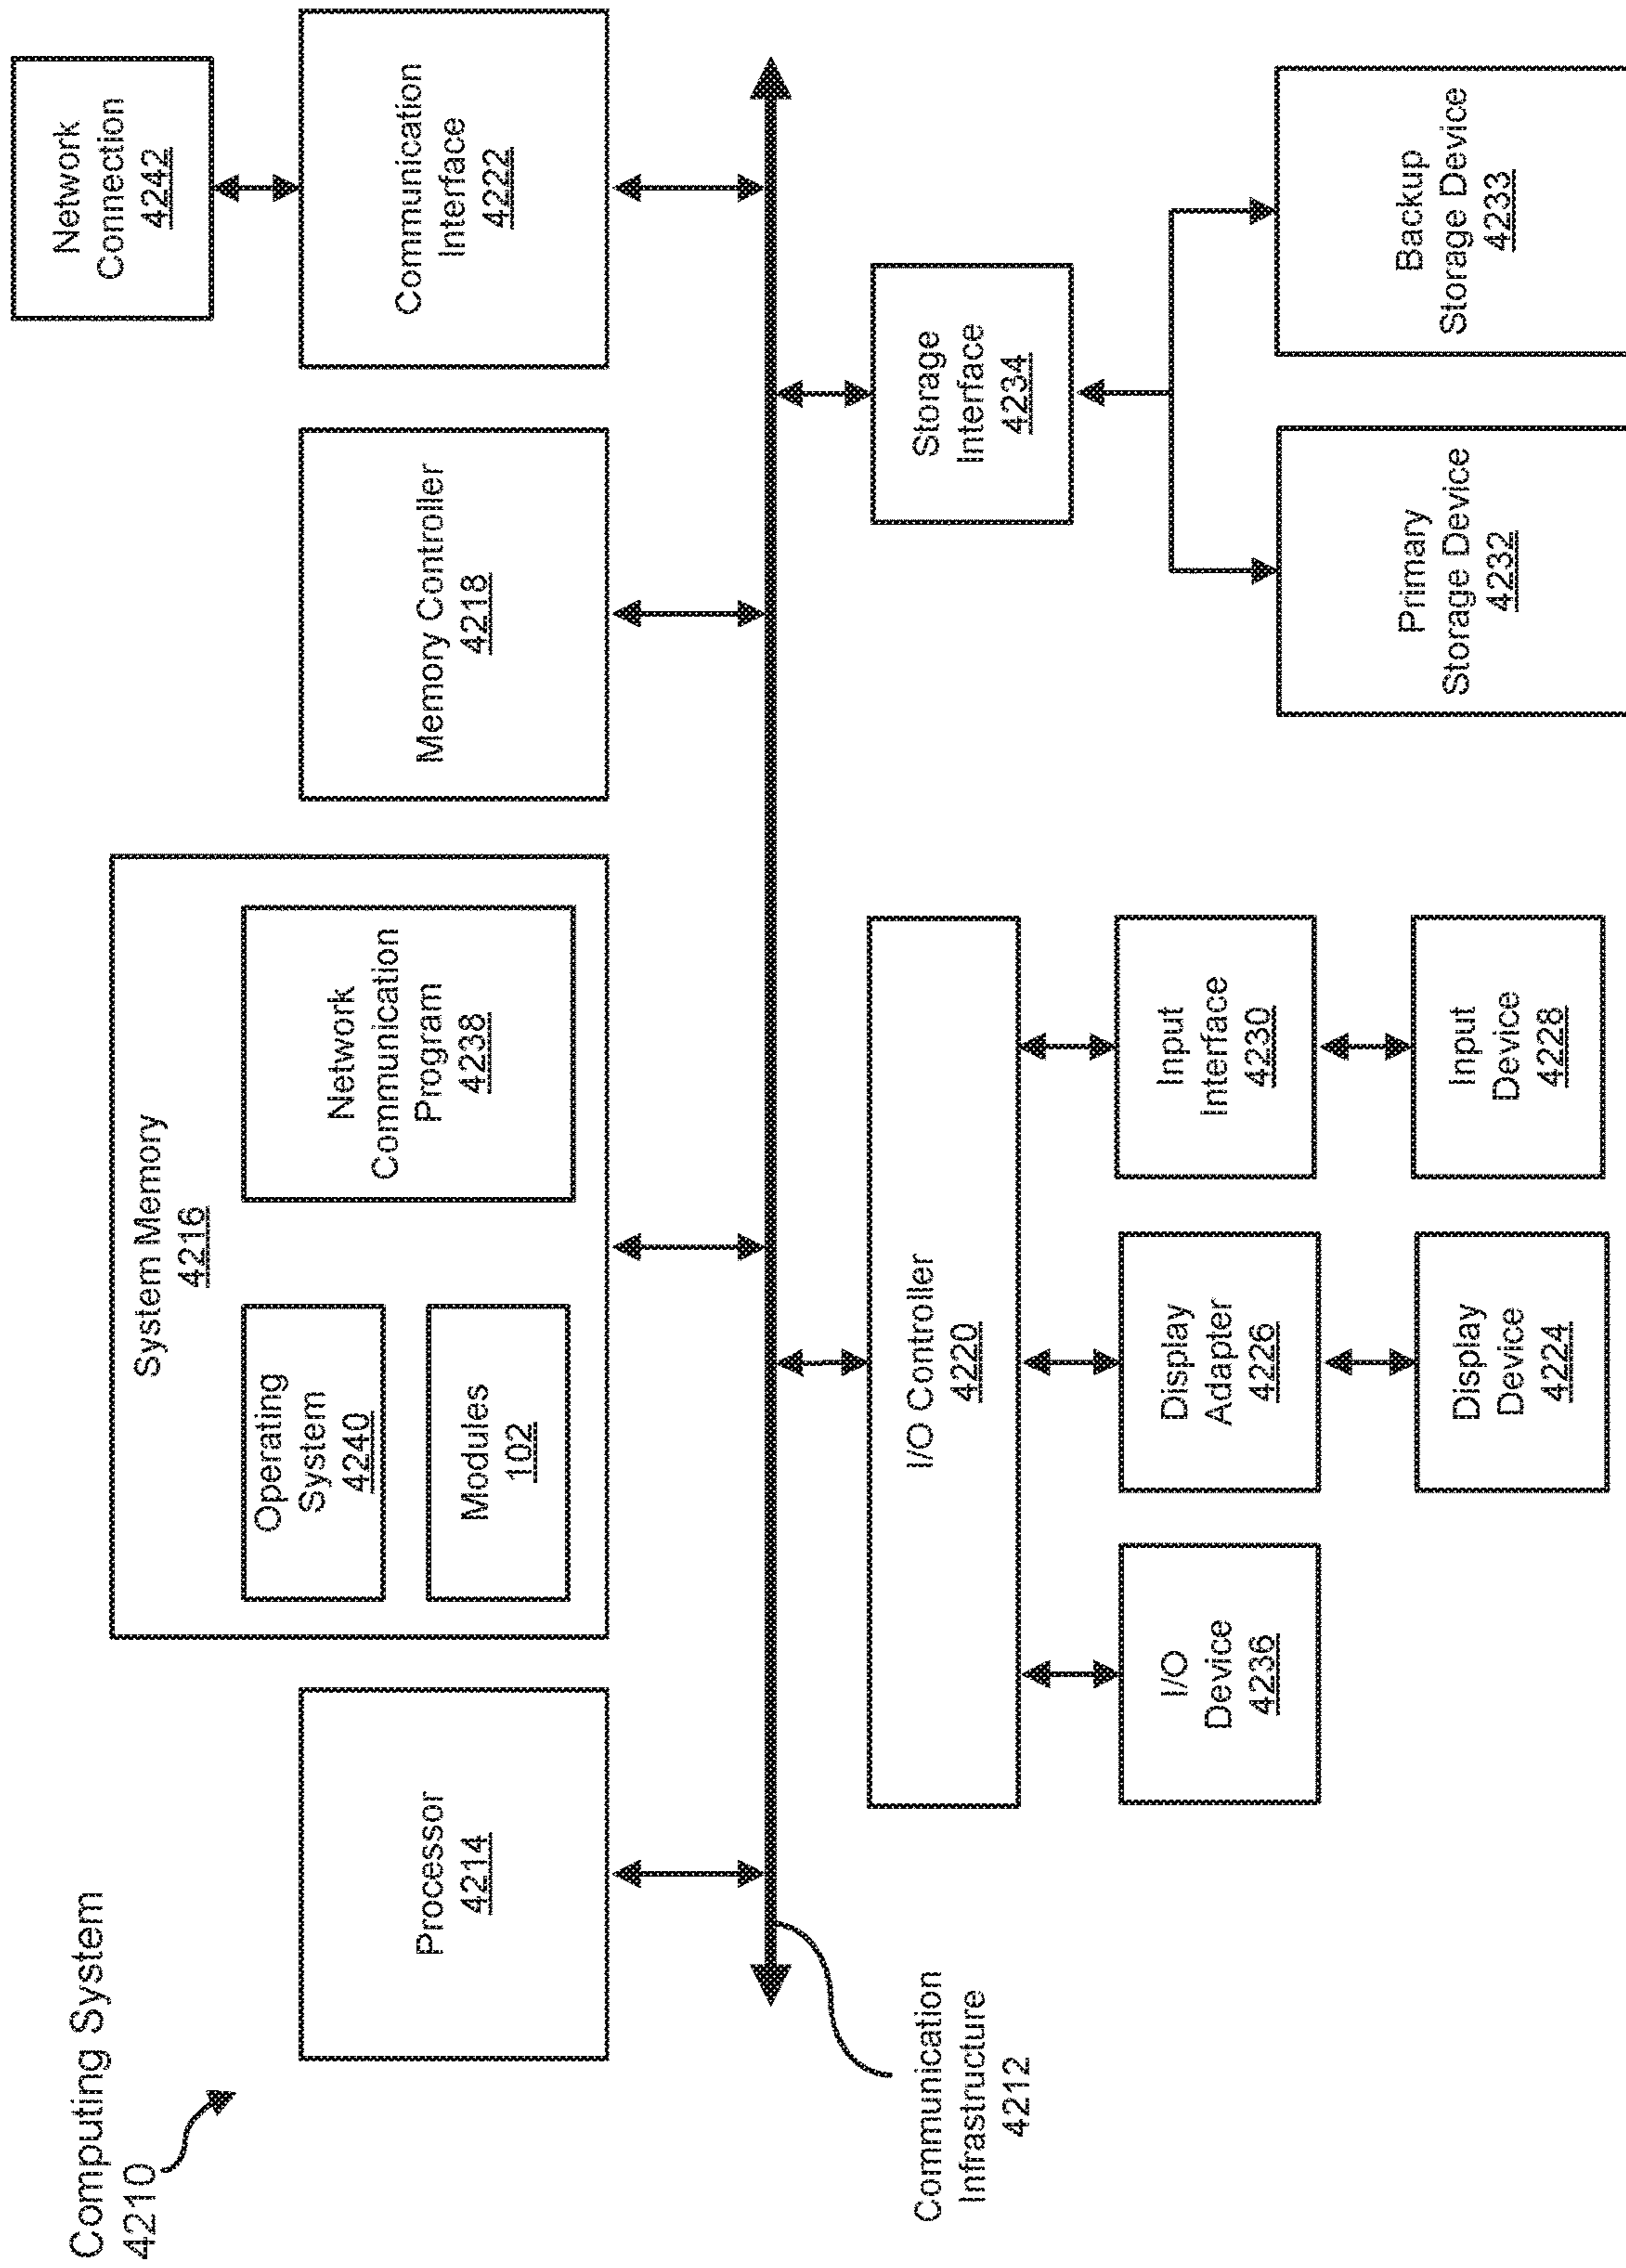 Computing System
4210
Processor
4214
System Memory
4216
Operating
System
4240
Modules
102
Network
Communication
Program
4238
Memory Controller
4218
Communication
Interface
4222
Network
Connection
4242
Communication
Infrastructure
4212
I/O Controller
4220
I/O
Device
4236
Display
Adapter
4226
Input
Interface
4230
Display
Device
4224
Input
Device
4228
Storage
Interface
4234
Primary
Storage Device
4232
Backup
Storage Device
4233